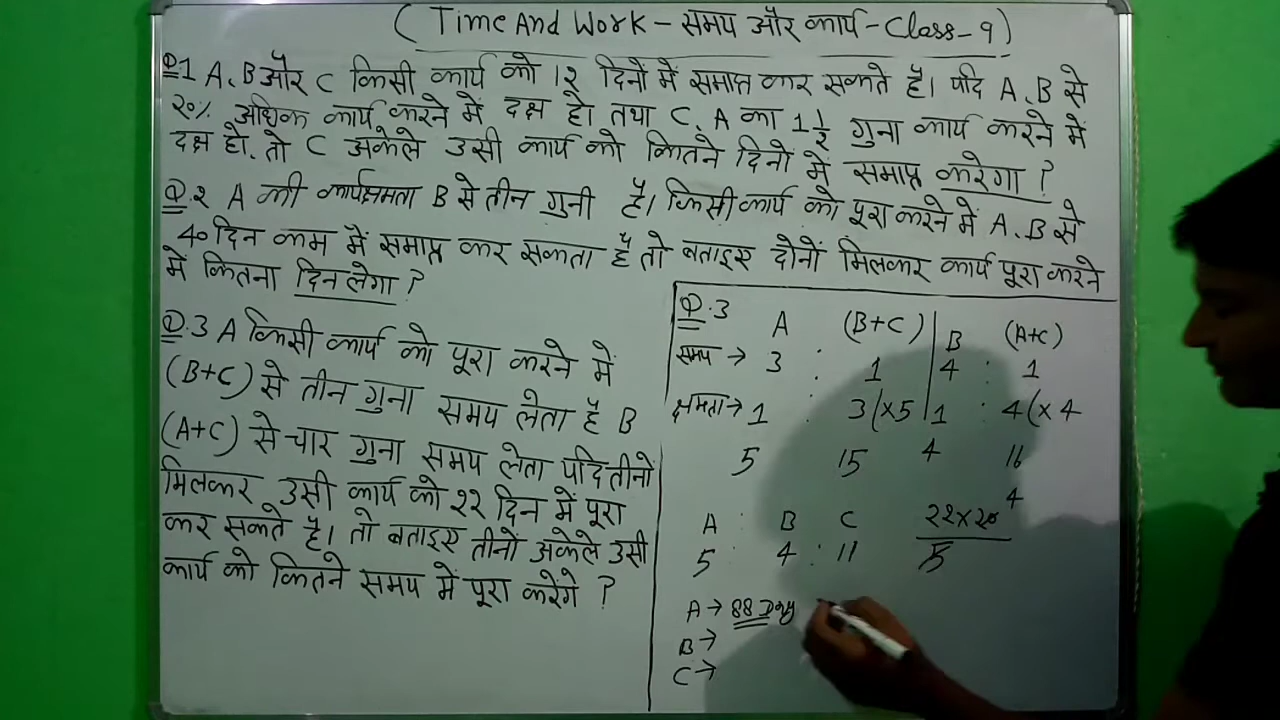 ( Time And Work - समय और कार्य - Class - 9 )
Q1 A, B और C किसी कार्य को 12 दिनों में समाप्त कर सकते हैं। यदि A, B से
20% अधिक कार्य करने में दक्ष हो। तथा C, A का 1 1/2 गुना कार्य करने में
दक्ष हो, तो C अकेले उसी कार्य को कितने दिनों में समाप्त करेगा ?
Q.2 A की कार्यक्षमता B से तीन गुनी है। किसी कार्य को पूरा करने में A, B से
40 दिन कम में समाप्त कर सकता है तो बताइए दोनों मिलकर कार्य पूरा करने
में कितना दिन लेगा ?
Q.3 A किसी कार्य को पूरा करने में
(B+C) से तीन गुना समय लेता है B
(A+C) से चार गुना समय लेता यदि तीनो
मिलकर उसी कार्य को 22 दिन में पूरा
कर सकते हैं। तो बताइए तीनो अकेले उसी
कार्य को कितने समय में पूरा करेंगे ?
Q.3
A (B+C) | B (A+C)
समय → 3 : 1 | 4 : 1
क्षमता → 1 : 3(×5 | 1 : 4(×4
5 15 4 16
A : B : C 22×20 4
5 : 4 : 11 5
A → 88 Day
B →
C →